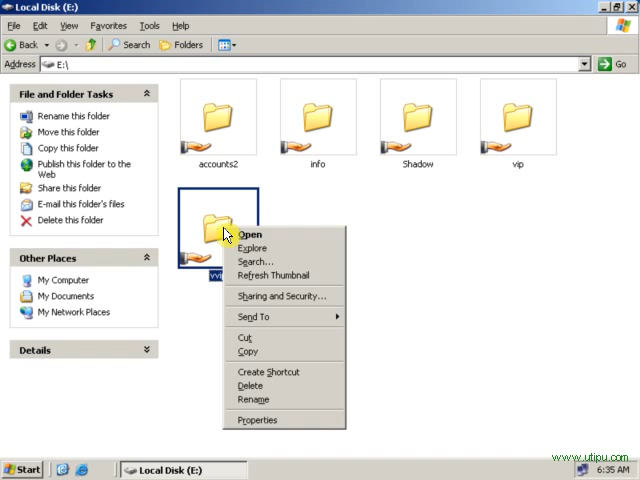 Local Disk (E:)
File Edit View Favorites Tools Help
Back Search Folders
Address E:\ Go
File and Folder Tasks
Rename this folder
Move this folder
Copy this folder
Publish this folder to the
Web
Share this folder
E-mail this folder's files
Delete this folder
Other Places
My Computer
My Documents
My Network Places
Details
accounts2
info
Shadow
vip
Open
Explore
Search...
Refresh Thumbnail
Sharing and Security...
Send To
Cut
Copy
Create Shortcut
Delete
Rename
Properties
www.utipu.com
Start Local Disk (E:) 6:35 AM